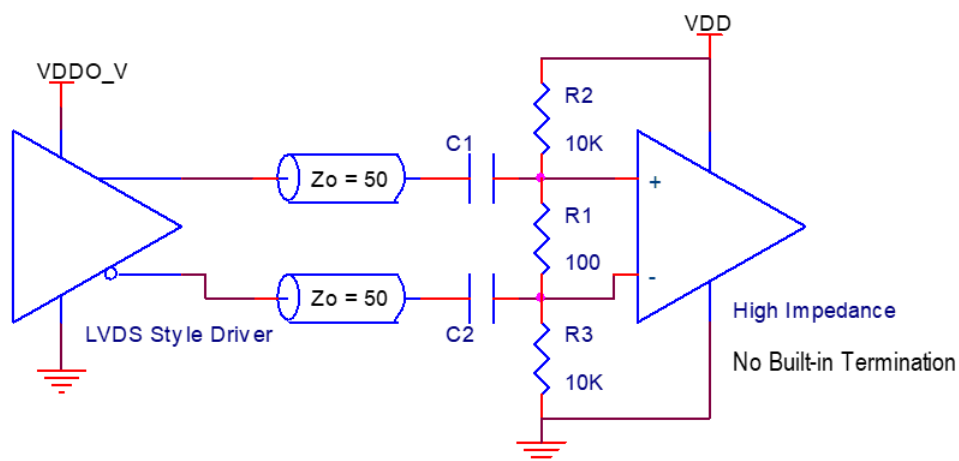 VDD
VDDO_V
R2
10K
C1
Zo = 50
+
R1
100
-
Zo = 50
C2
R3
10K
LVDS Style Driver
High Impedance
No Built-in Termination